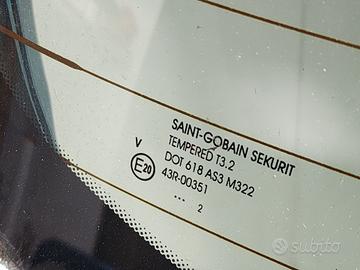 SAINT-GOBAIN SEKURIT
TEMPERED T3.2
DOT 618 AS3 M322
43R-00351
... 2
V
E20
subito